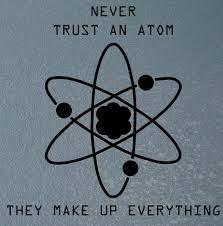 NEVER
TRUST AN ATOM
THEY MAKE UP EVERYTHING